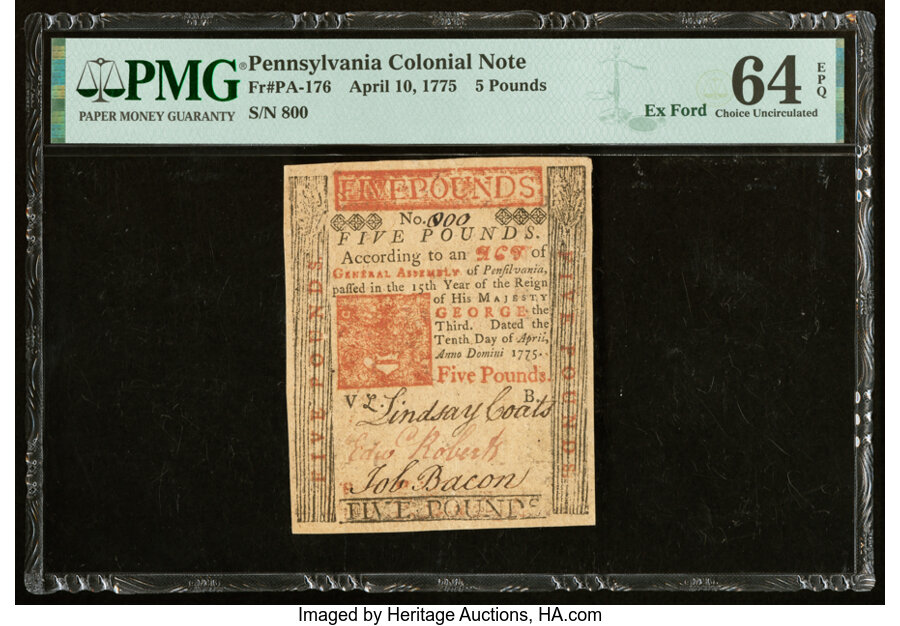 PMG®
PAPER MONEY GUARANTY
Pennsylvania Colonial Note
Fr#PA-176 April 10, 1775 5 Pounds
S/N 800
Ex Ford
64 EPQ
Choice Uncirculated
FIVE POUNDS
No. 800
FIVE POUNDS.
According to an ACT of
GENERAL ASSEMBLY of Penſilvania,
paſſed in the 15th Year of the Reign
of His MAJESTY
GEORGE the
Third. Dated the
Tenth Day of April,
Anno Domini 1775.
Five Pounds.
V £. B.
Lindsay Coats
Edwd Roberts
Job Bacon
FIVE POUNDS
FIVE POUNDS
FIVE POUNDS
Imaged by Heritage Auctions, HA.com